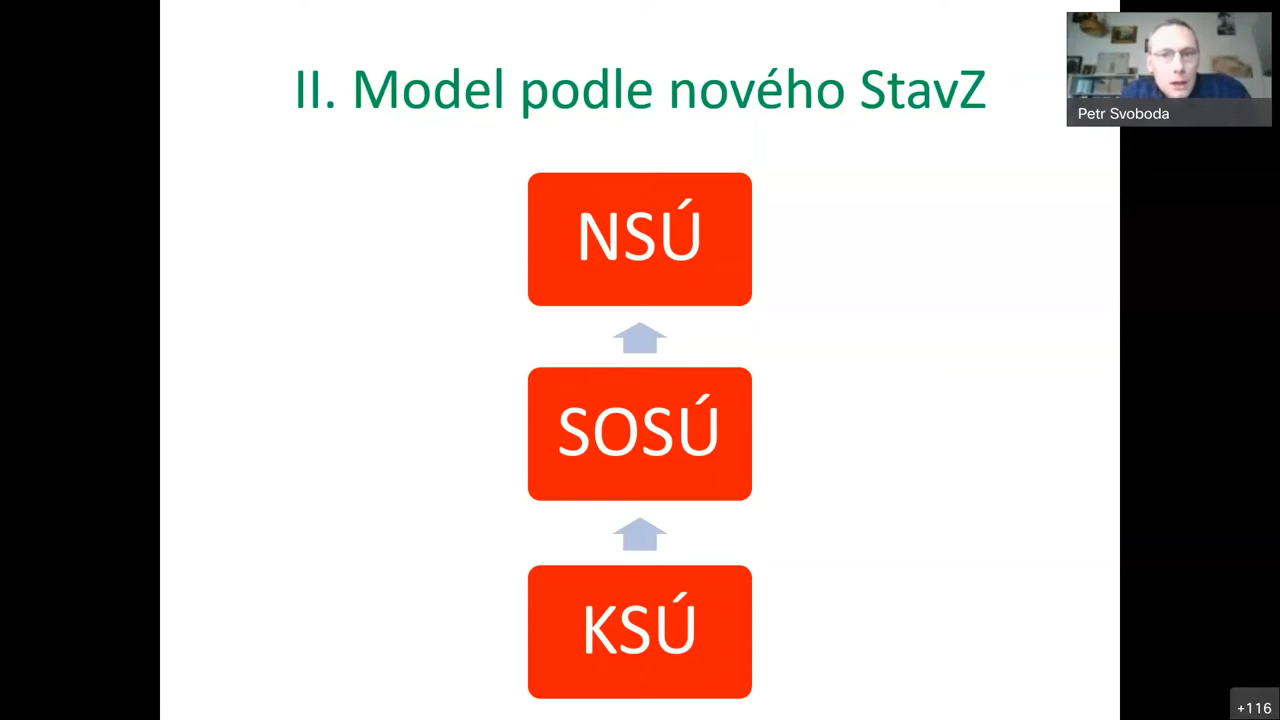 II. Model podle nového StavZ
Petr Svoboda
NSÚ
SOSÚ
KSÚ
+116